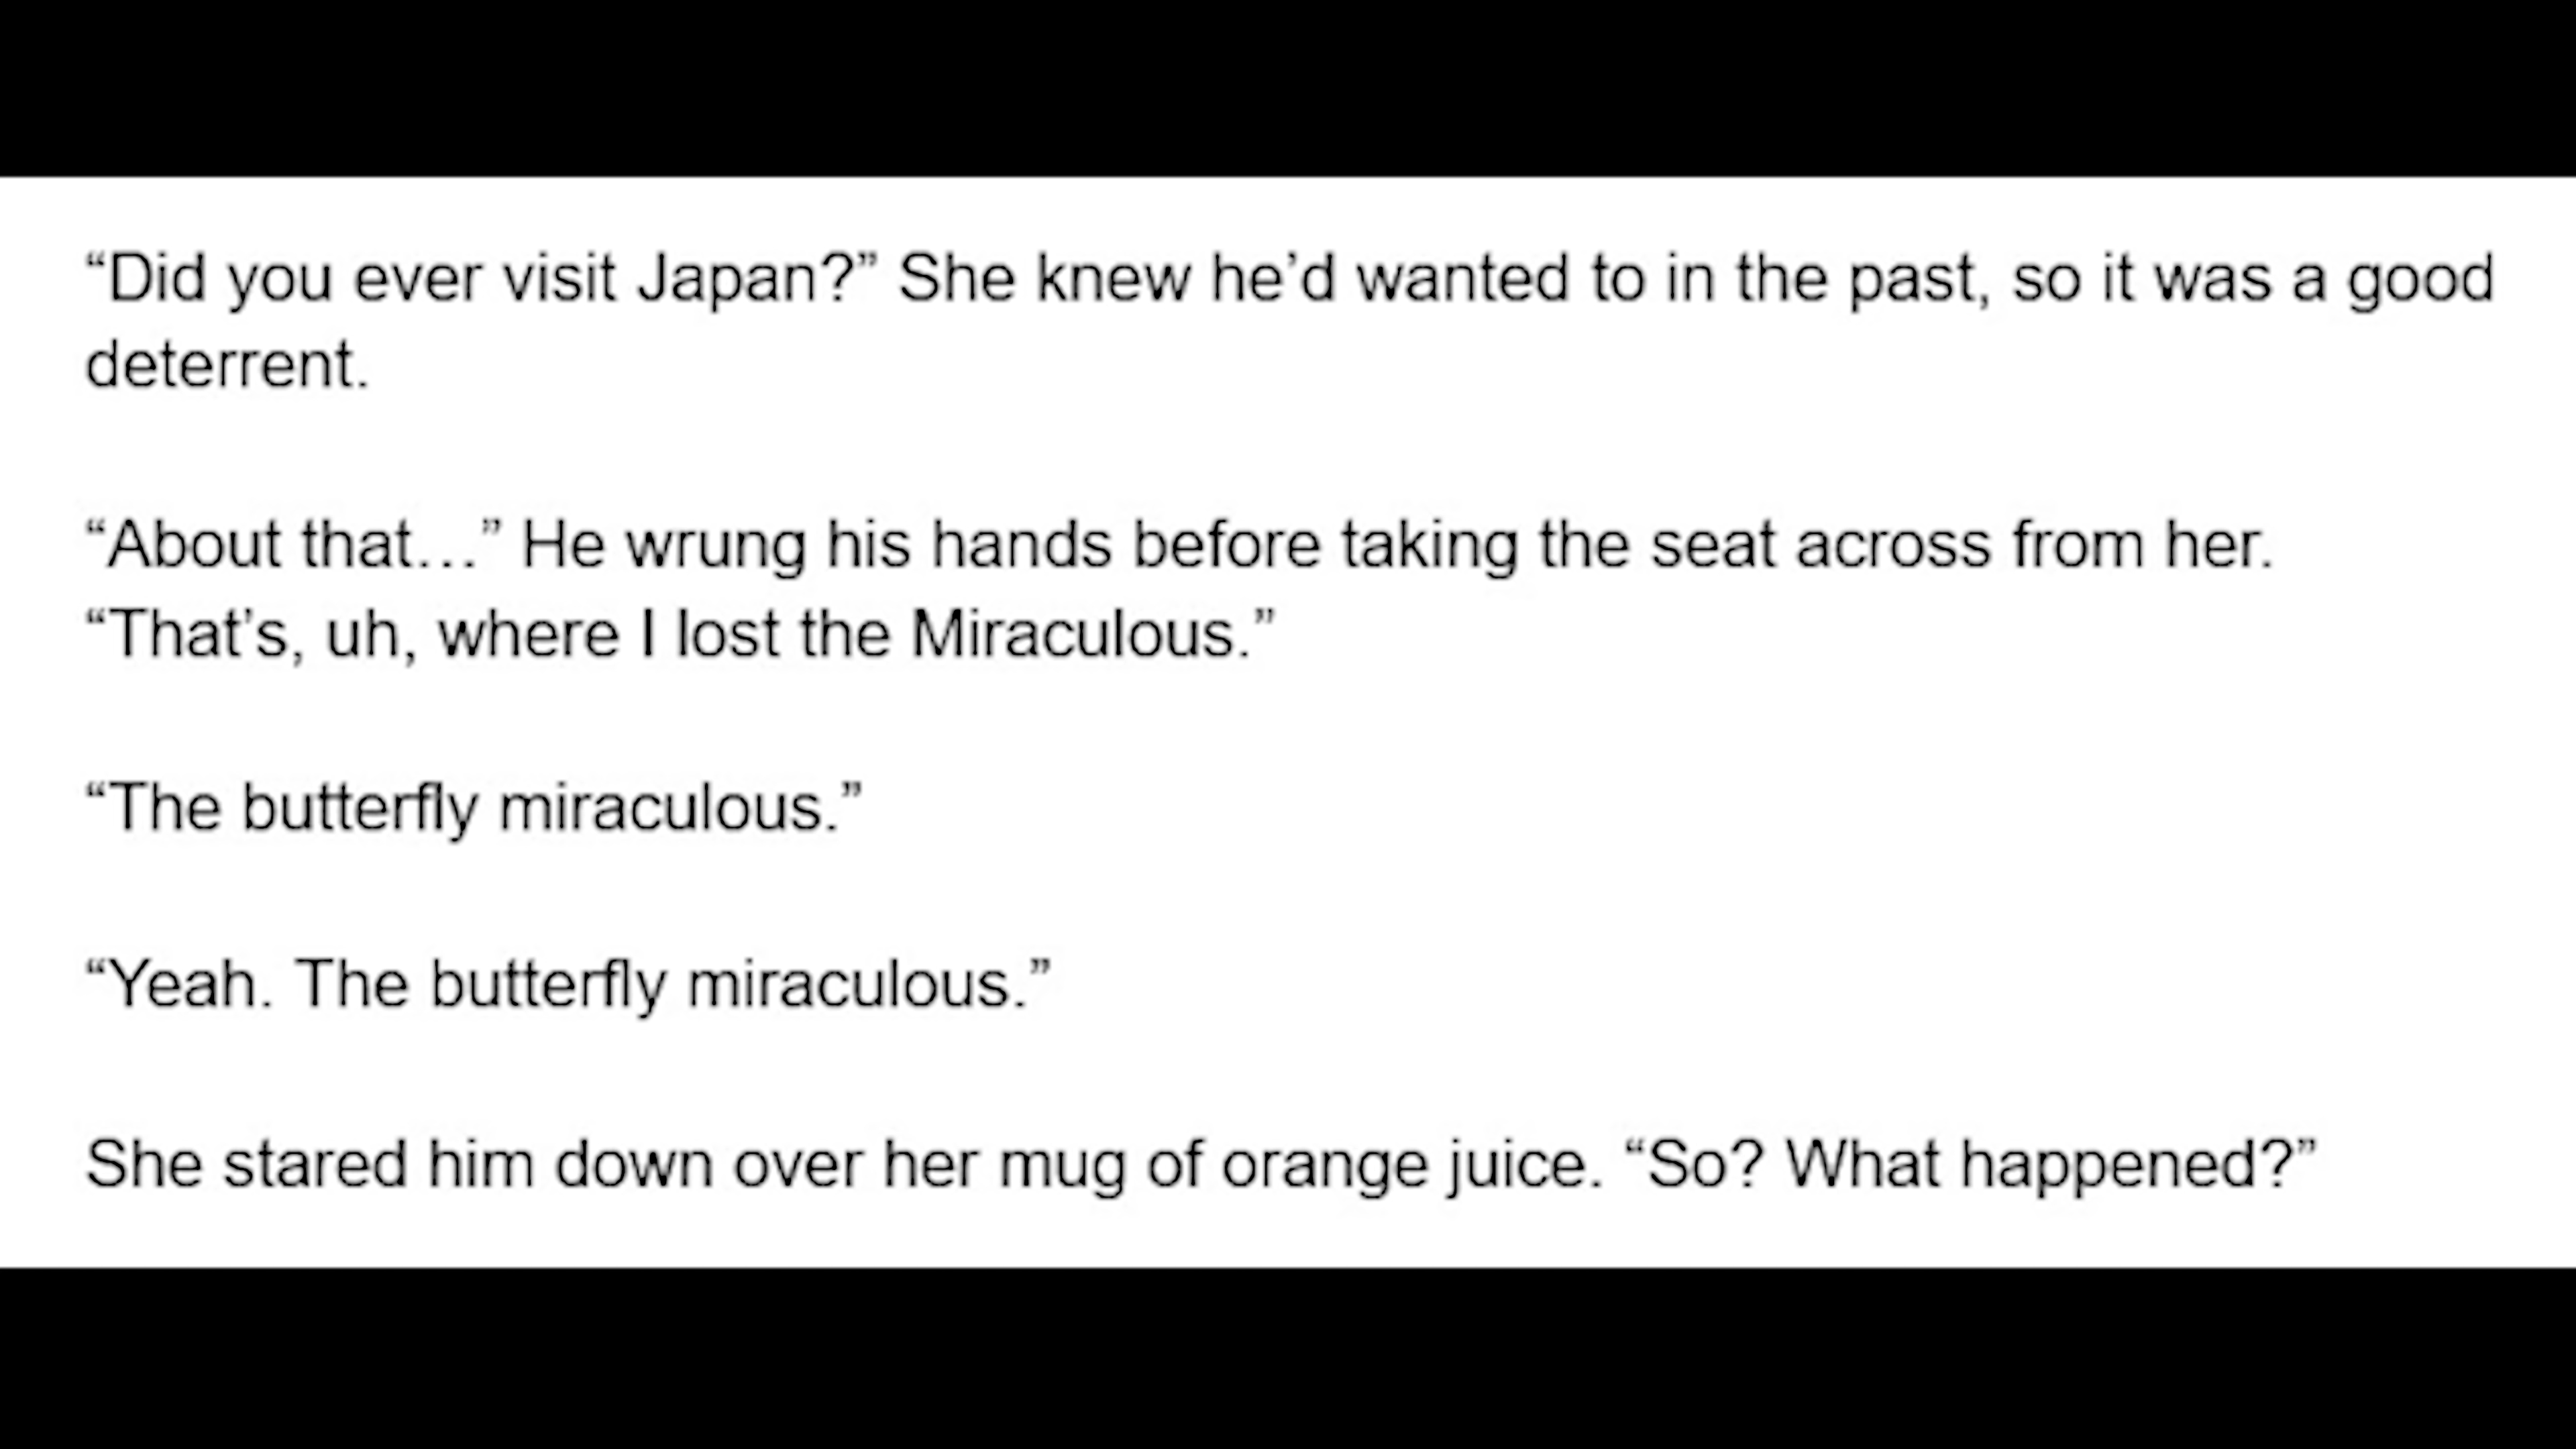 “Did you ever visit Japan?” She knew he’d wanted to in the past, so it was a good
deterrent.
“About that…” He wrung his hands before taking the seat across from her.
“That’s, uh, where I lost the Miraculous.”
“The butterfly miraculous.”
“Yeah. The butterfly miraculous.”
She stared him down over her mug of orange juice. “So? What happened?”